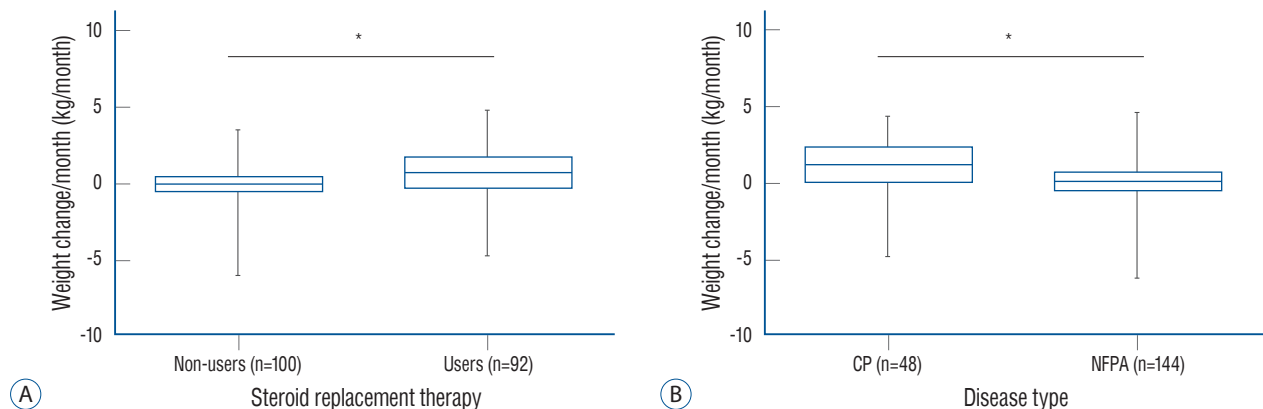 Weight change/month (kg/month)
10
5
0
-5
-10
*
Non-users (n=100)
Users (n=92)
Steroid replacement therapy
A
Weight change/month (kg/month)
10
5
0
-5
-10
*
CP (n=48)
NFPA (n=144)
Disease type
B